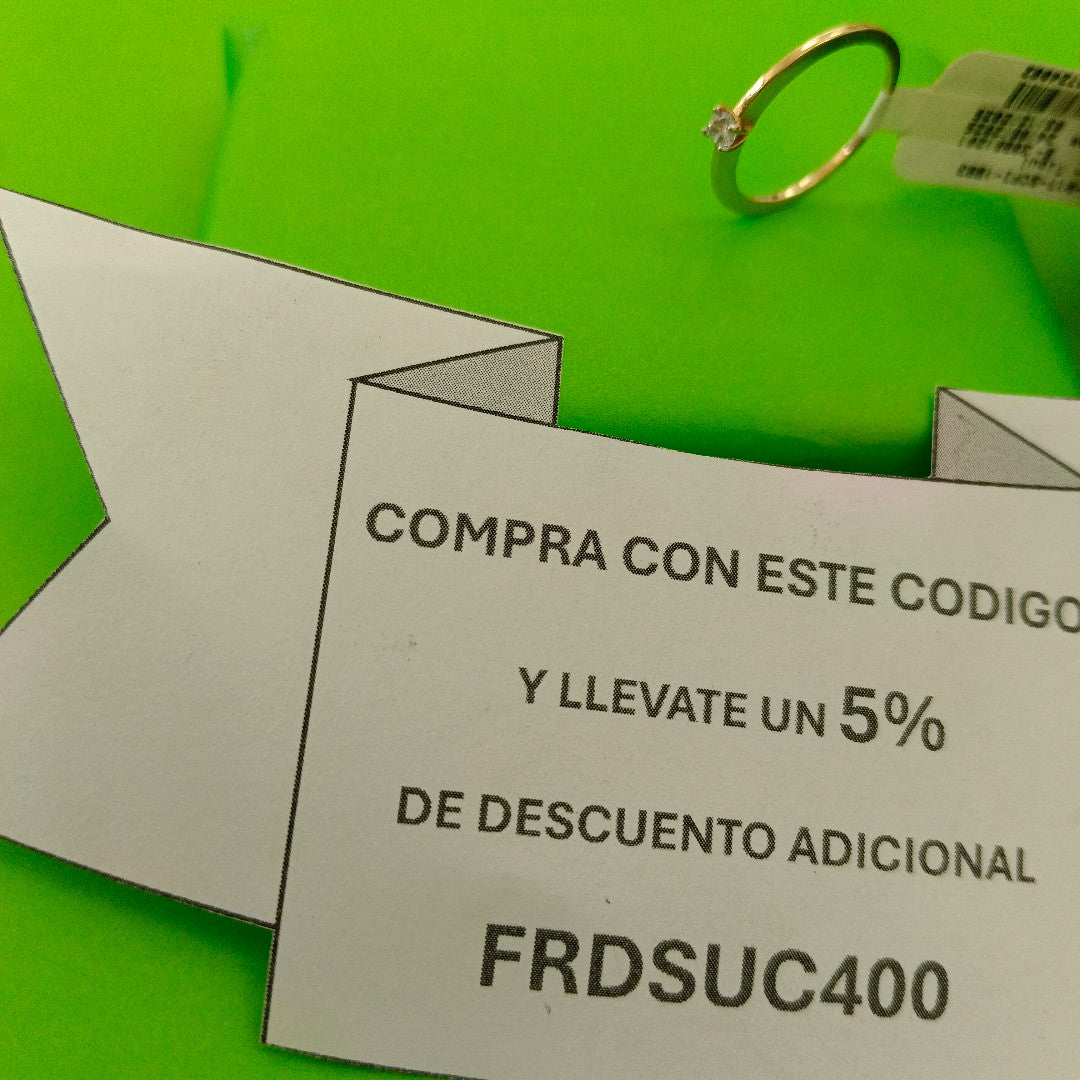 COMPRA CON ESTE CODIGO
Y LLEVATE UN 5%
DE DESCUENTO ADICIONAL
FRDSUC400